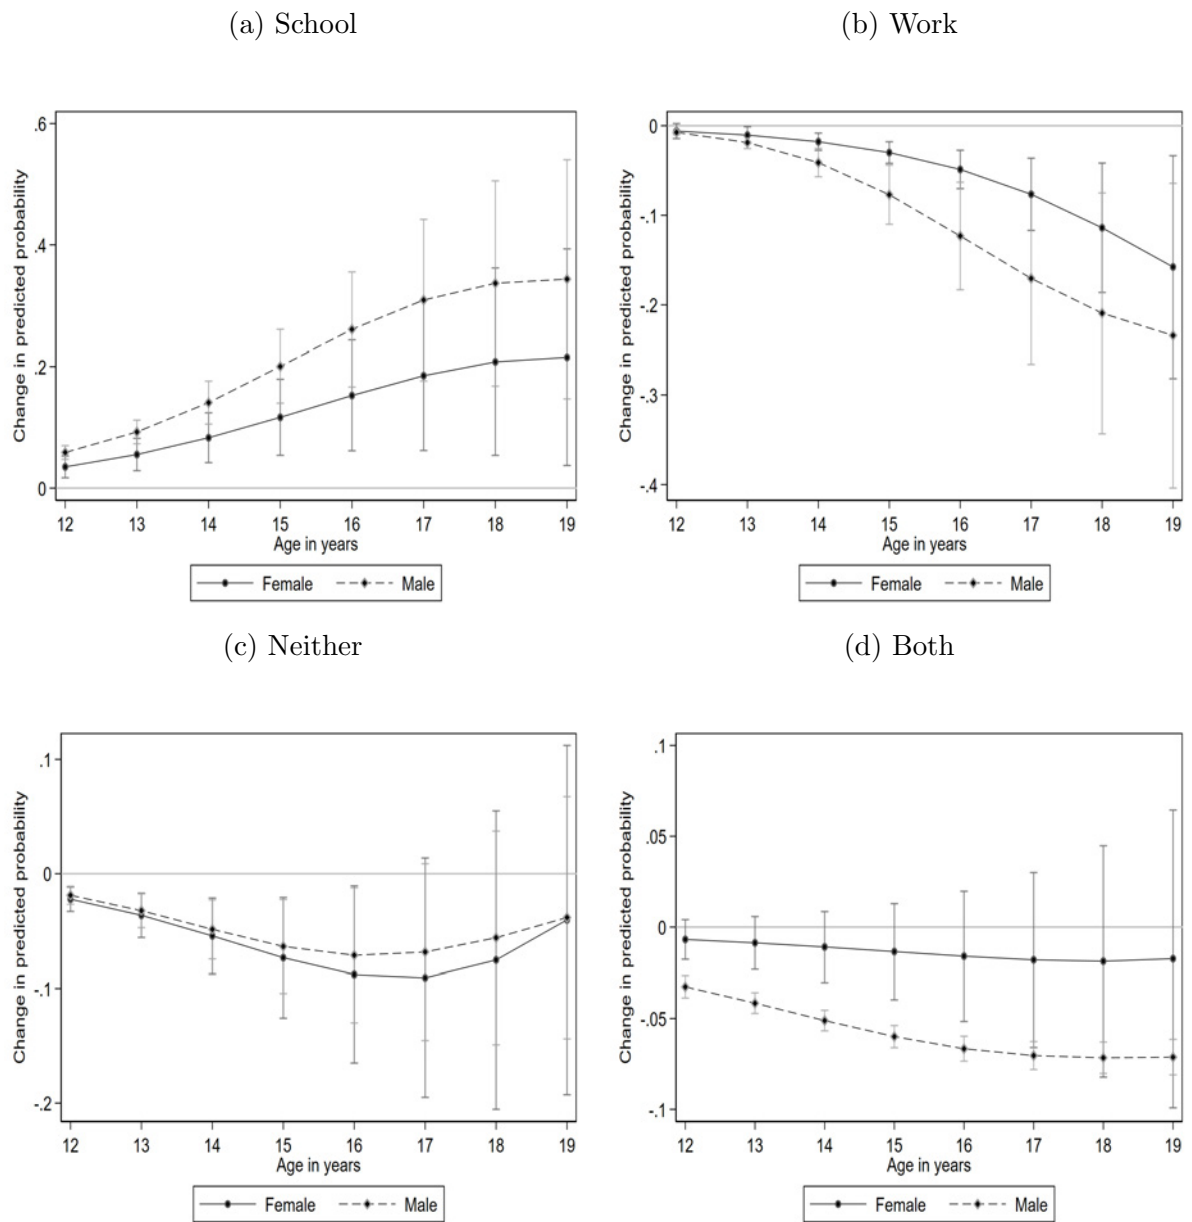 (a) School
Change in predicted probability
.6
.4
.2
0
12 13 14 15 16 17 18 19
Age in years
Female Male
(b) Work
Change in predicted probability
0
-.1
-.2
-.3
-.4
12 13 14 15 16 17 18 19
Age in years
Female Male
(c) Neither
Change in predicted probability
.1
0
-.1
-.2
12 13 14 15 16 17 18 19
Age in years
Female Male
(d) Both
Change in predicted probability
.1
.05
0
-.05
-.1
12 13 14 15 16 17 18 19
Age in years
Female Male